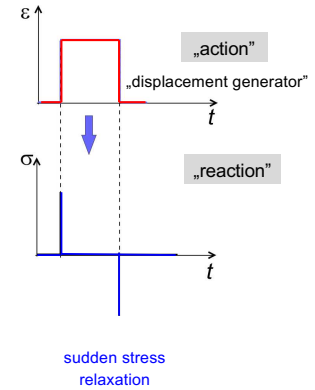 ε
„action”
„displacement generator”
t
σ
„reaction”
t
sudden stress
relaxation